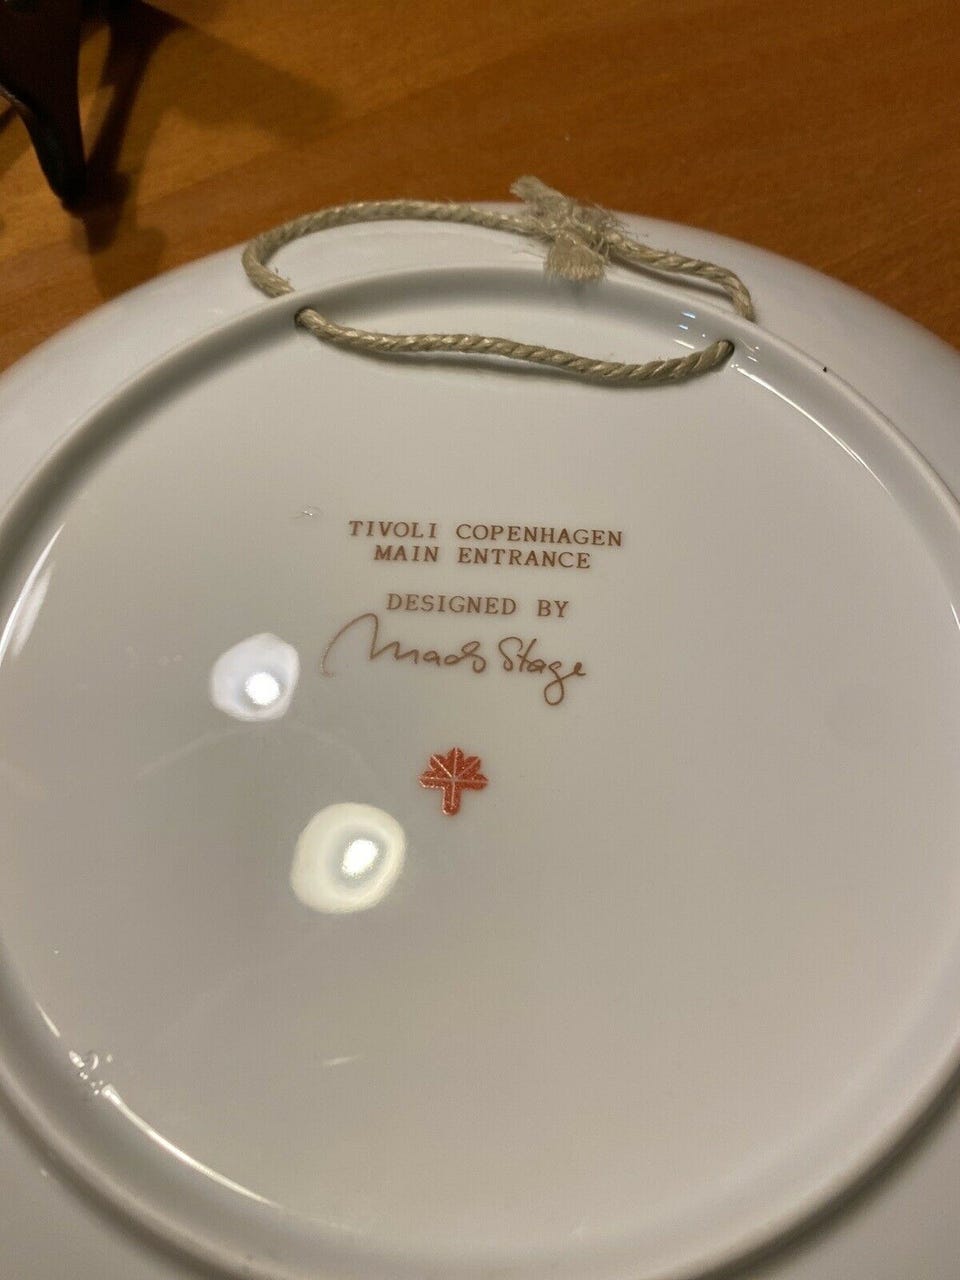 TIVOLI COPENHAGEN
MAIN ENTRANCE
DESIGNED BY
Mads Stage